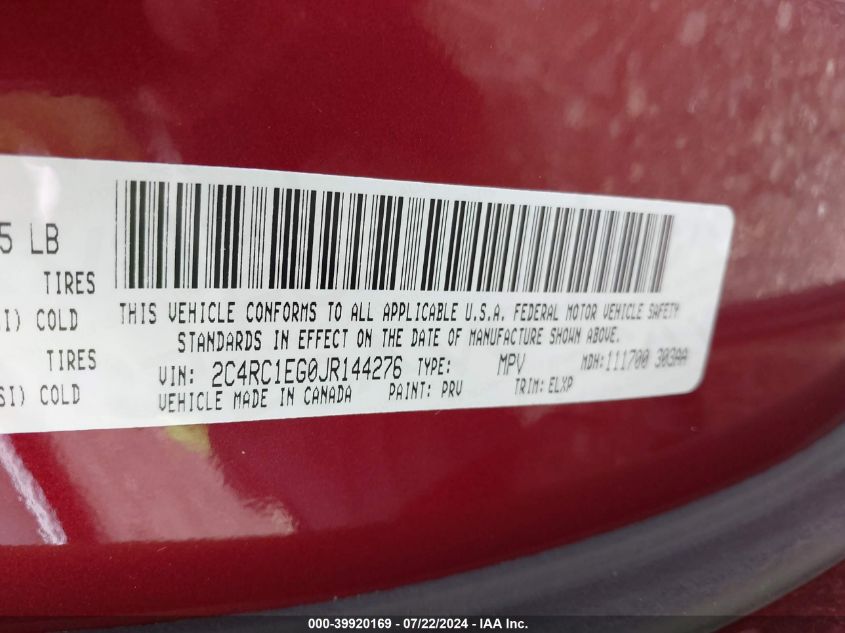 5 LB
TIRES
SI) COLD
TIRES
SI) COLD
THIS VEHICLE CONFORMS TO ALL APPLICABLE U.S.A. FEDERAL MOTOR VEHICLE SAFETY
STANDARDS IN EFFECT ON THE DATE OF MANUFACTURE SHOWN ABOVE.
VIN: 2C4RC1EG0JR144276 TYPE: MPV MDH:111700 303AA
VEHICLE MADE IN CANADA PAINT: PRV TRIM: ELXP
000-39920169 - 07/22/2024 - IAA Inc.